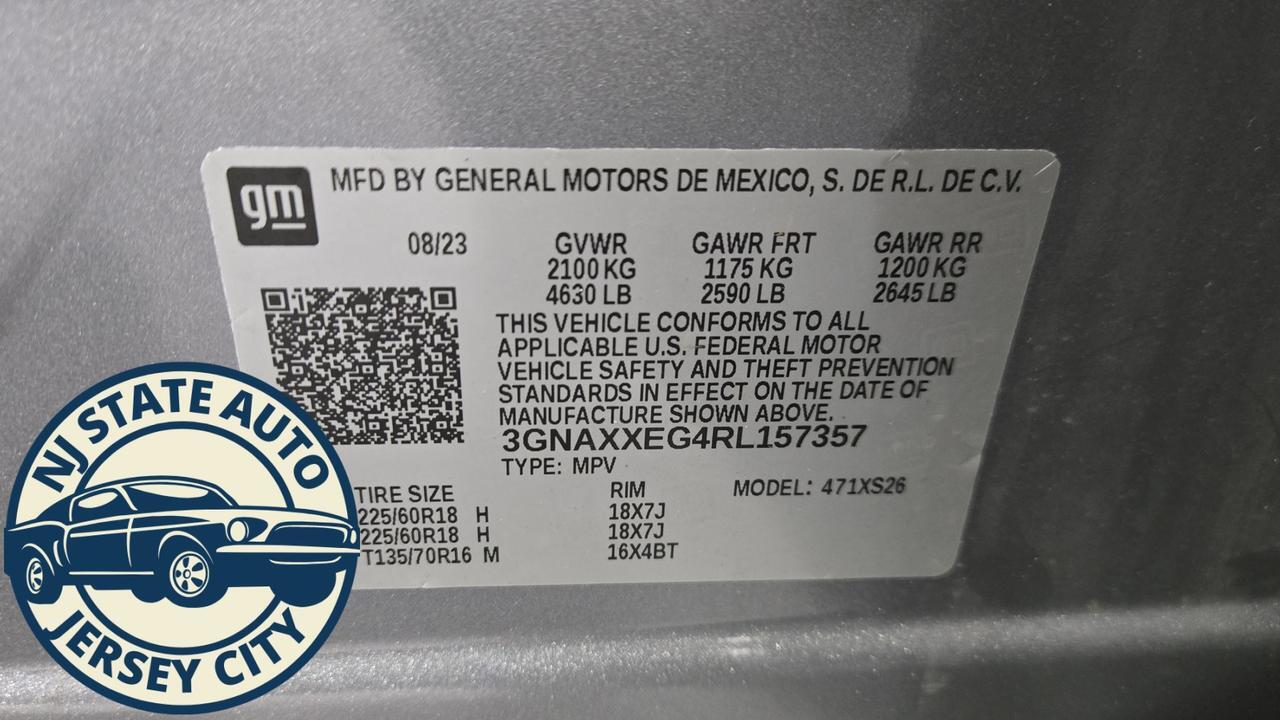 gm
MFD BY GENERAL MOTORS DE MEXICO, S. DE R.L. DE C.V.
08/23 GVWR GAWR FRT GAWR RR
2100 KG 1175 KG 1200 KG
4630 LB 2590 LB 2645 LB
THIS VEHICLE CONFORMS TO ALL
APPLICABLE U.S. FEDERAL MOTOR
VEHICLE SAFETY AND THEFT PREVENTION
STANDARDS IN EFFECT ON THE DATE OF
MANUFACTURE SHOWN ABOVE.
3GNAXXEG4RL157357
TYPE: MPV
TIRE SIZE RIM MODEL: 471XS26
225/60R18 H 18X7J
225/60R18 H 18X7J
T135/70R16 M 16X4BT
NJ STATE AUTO
JERSEY CITY